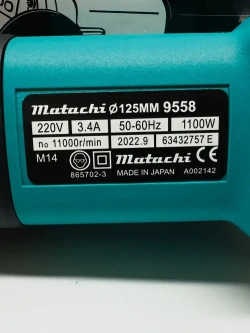 matachi Ø125MM 9558
220V 3.4A 50-60Hz 1100W
no 11000r/min 2022.9 63432757 E
M14 matachi CE
865702-3 MADE IN JAPAN A002142